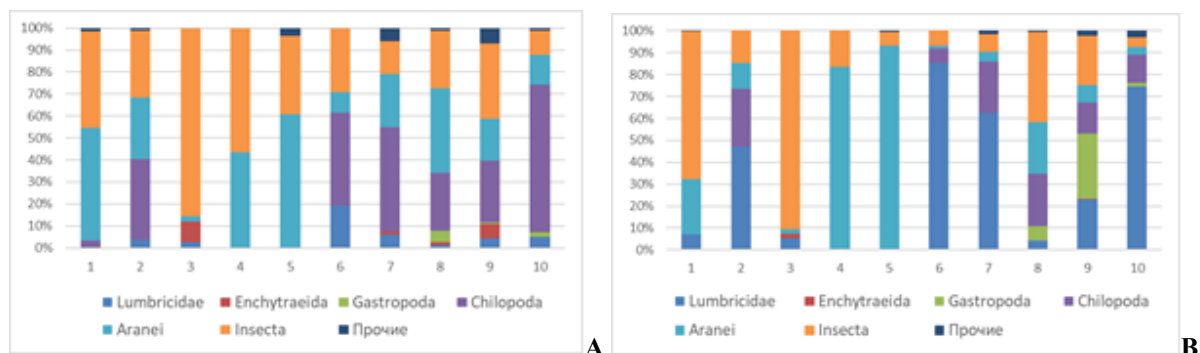 100%
90%
80%
70%
60%
50%
40%
30%
20%
10%
0%
1 2 3 4 5 6 7 8 9 10
Lumbricidae Enchytraeida Gastropoda Chilopoda
Aranei Insecta Прочие
A
100%
90%
80%
70%
60%
50%
40%
30%
20%
10%
0%
1 2 3 4 5 6 7 8 9 10
Lumbricidae Enchytraeida Gastropoda Chilopoda
Aranei Insecta Прочие
B